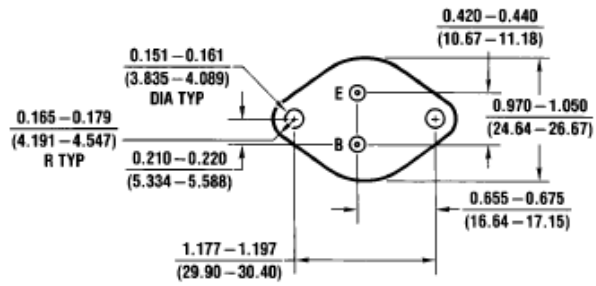 0.420 – 0.440
(10.67 – 11.18)
0.151 – 0.161
(3.835 – 4.089)
DIA TYP
E
0.970 – 1.050
(24.64 – 26.67)
0.165 – 0.179
(4.191 – 4.547)
R TYP
0.210 – 0.220
(5.334 – 5.588)
B
0.655 – 0.675
(16.64 – 17.15)
1.177 – 1.197
(29.90 – 30.40)